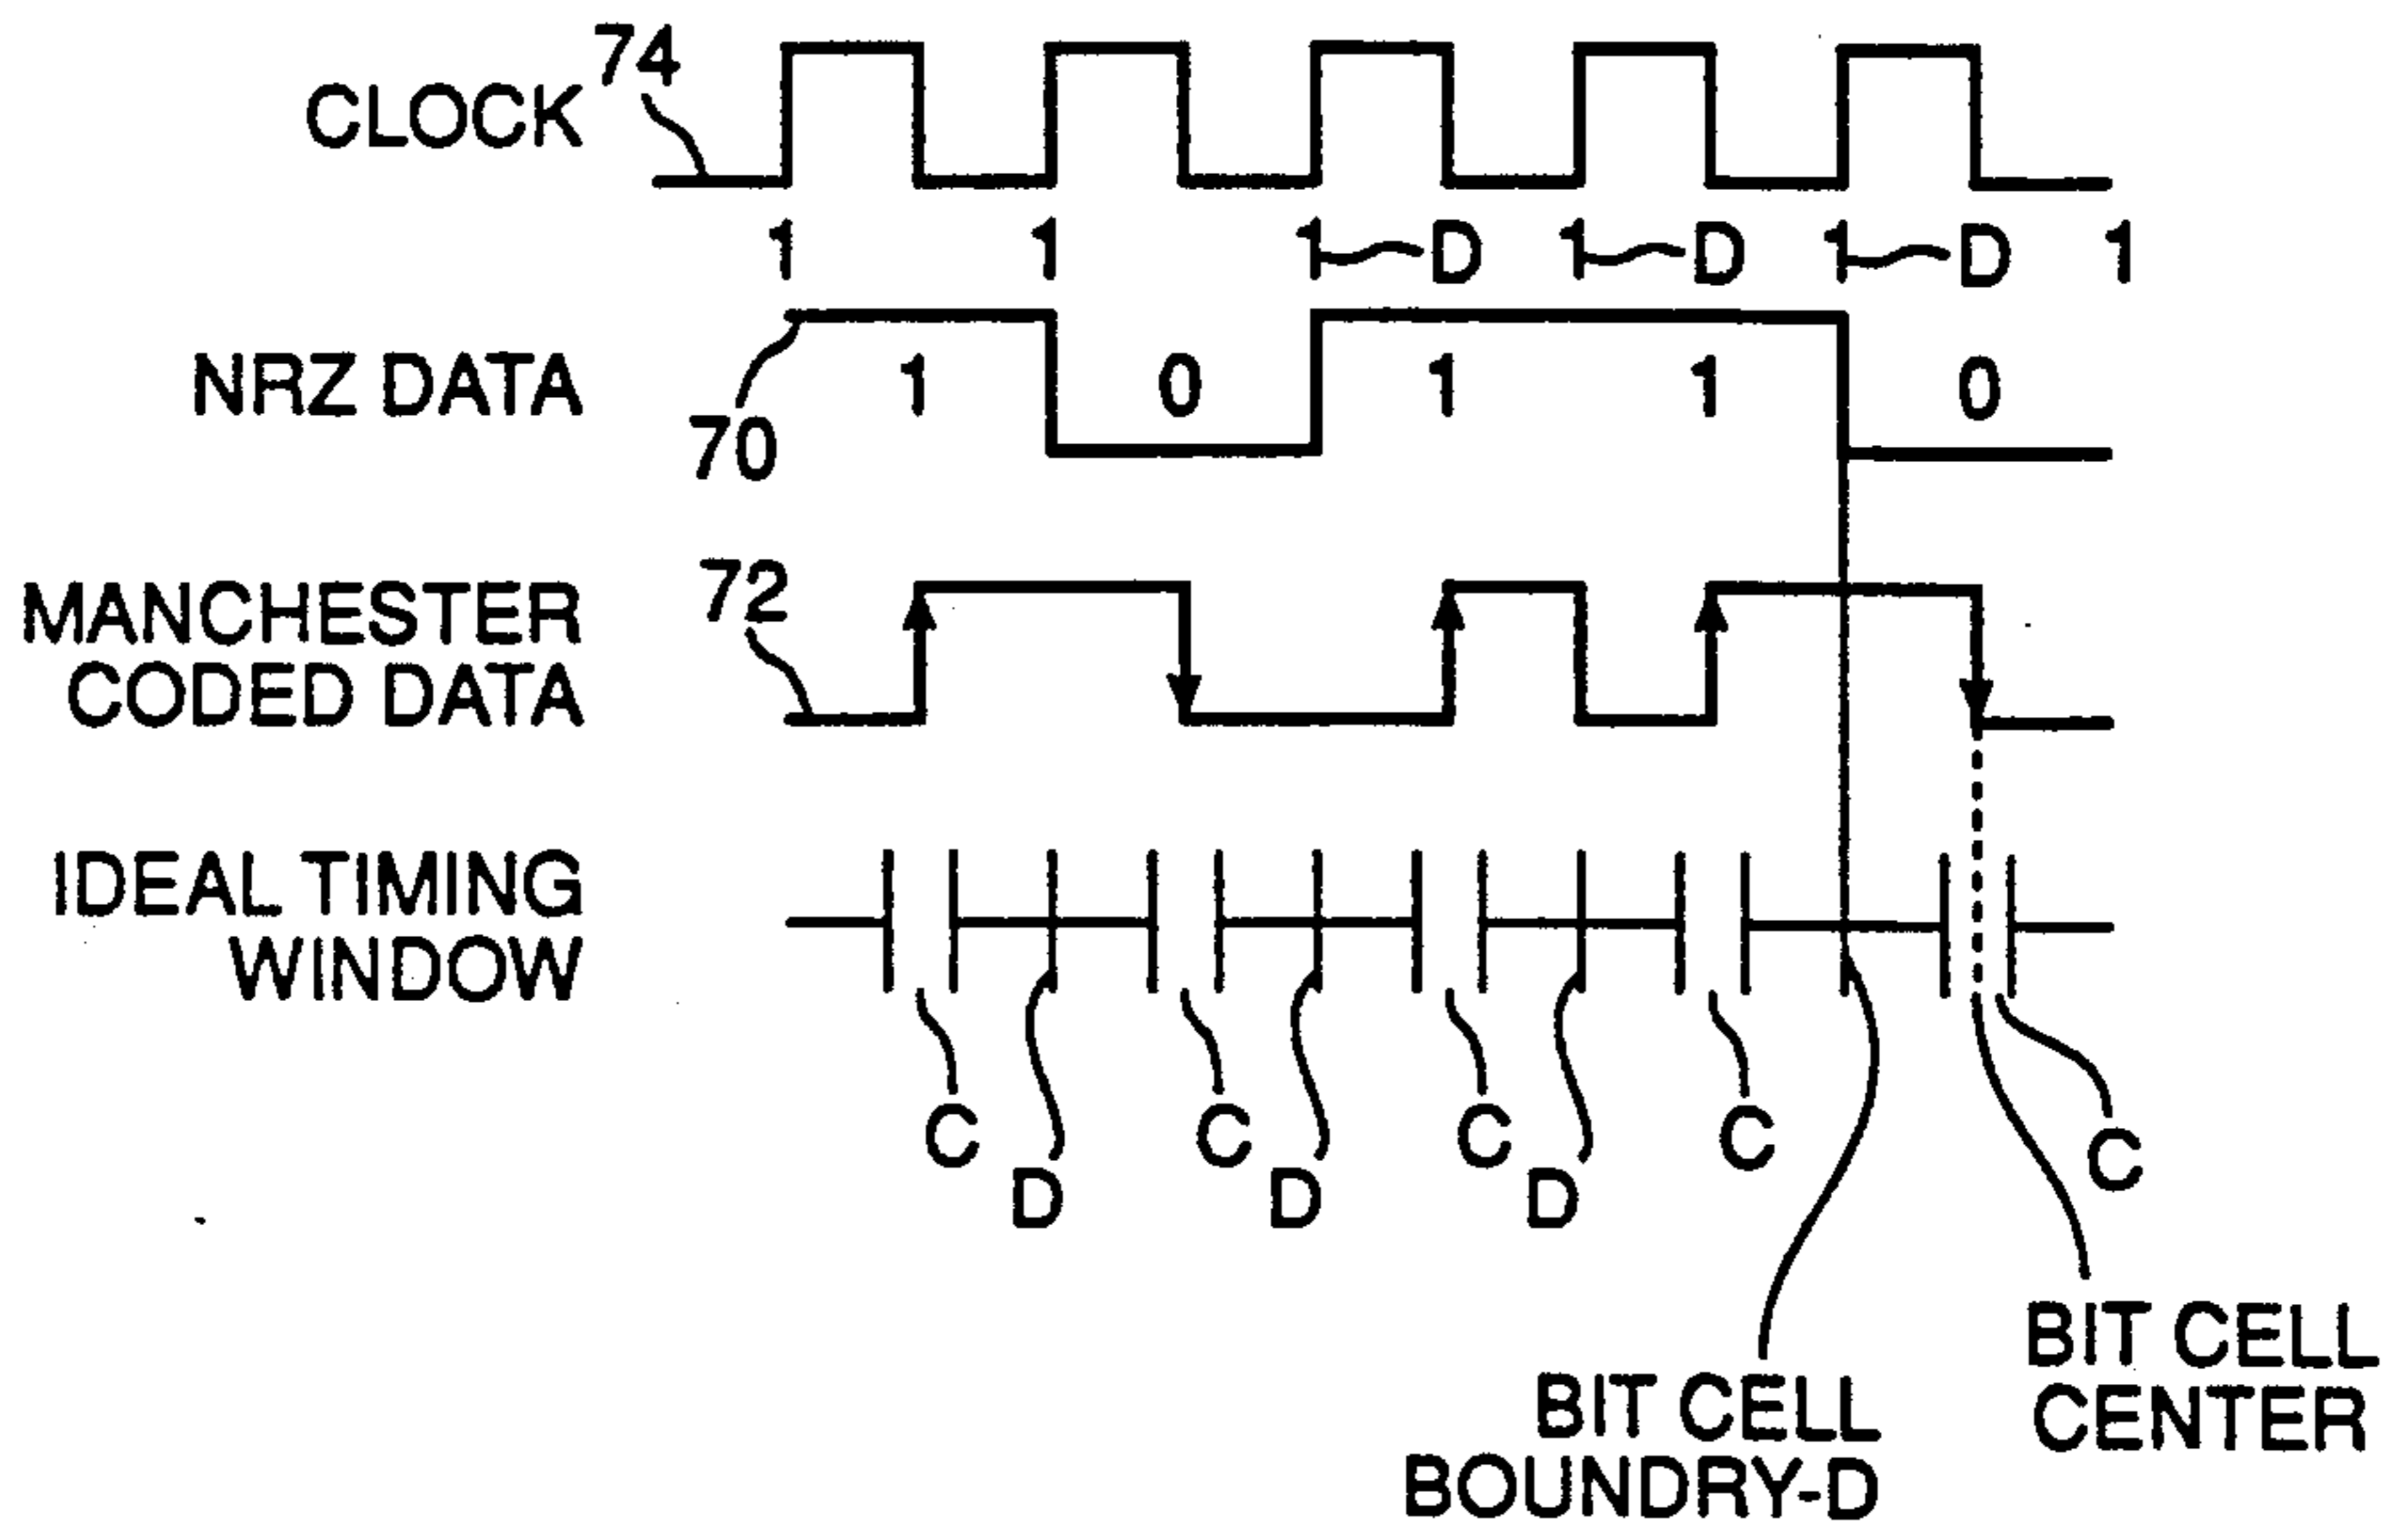 74
CLOCK
1 1 1 D 1 D 1 D 1
NRZ DATA 1 0 1 1 0
70
72
MANCHESTER
CODED DATA
IDEAL TIMING
WINDOW
C C C C C
D D D
BIT CELL
CENTER
BIT CELL
BOUNDRY-D